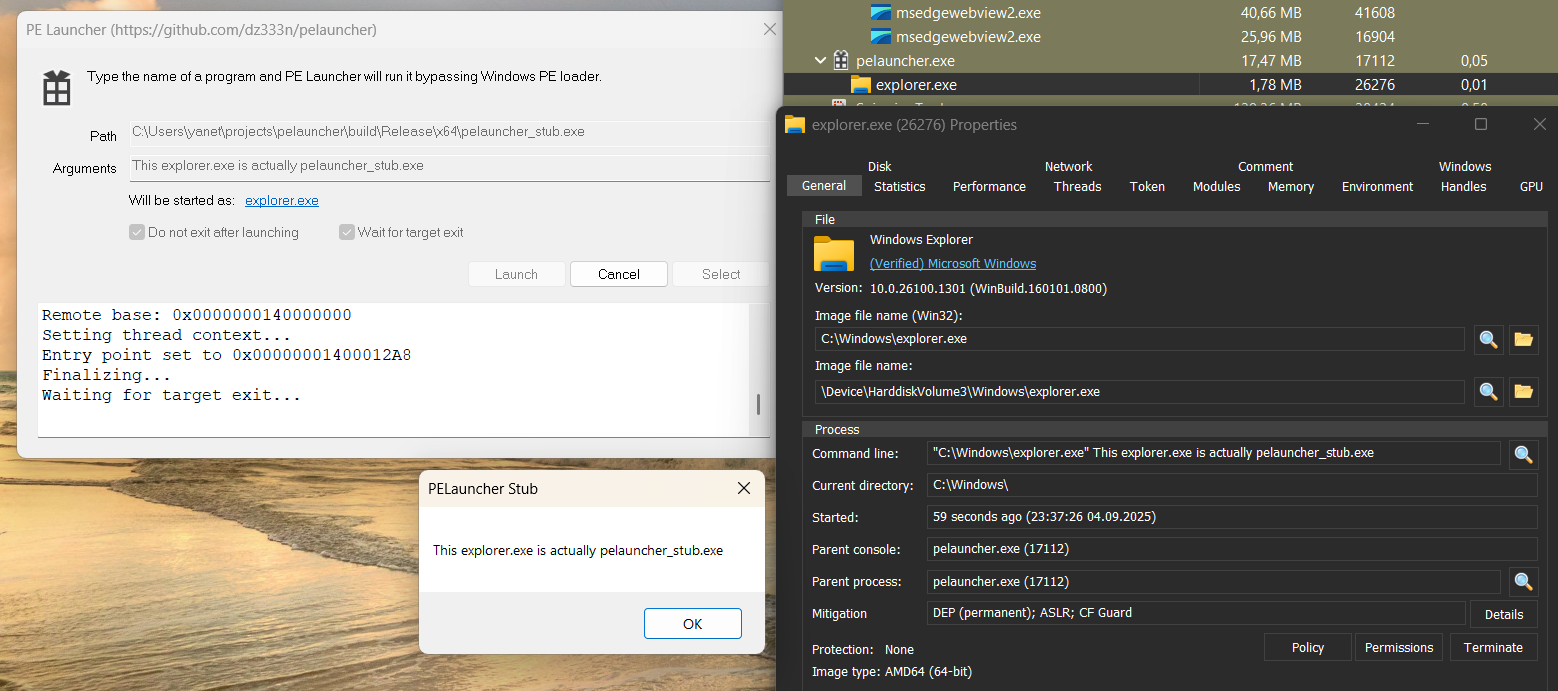 PE Launcher (https://github.com/dz333n/pelauncher)
Type the name of a program and PE Launcher will run it bypassing Windows PE loader.
Path C:\Users\yanet\projects\pelauncher\build\Release\x64\pelauncher_stub.exe
Arguments This explorer.exe is actually pelauncher_stub.exe
Will be started as: explorer.exe
Do not exit after launching Wait for target exit
Launch Cancel Select
Remote base: 0x0000000140000000
Setting thread context...
Entry point set to 0x00000001400012A8
Finalizing...
Waiting for target exit...
PELauncher Stub
This explorer.exe is actually pelauncher_stub.exe
OK
msedgewebview2.exe 40,66 MB 41608
msedgewebview2.exe 25,96 MB 16904
pelauncher.exe 17,47 MB 17112 0,05
explorer.exe 1,78 MB 26276 0,01
explorer.exe (26276) Properties
Disk Network Comment Windows
General Statistics Performance Threads Token Modules Memory Environment Handles GPU
File
Windows Explorer
(Verified) Microsoft Windows
Version: 10.0.26100.1301 (WinBuild.160101.0800)
Image file name (Win32):
C:\Windows\explorer.exe
Image file name:
\Device\HarddiskVolume3\Windows\explorer.exe
Process
Command line: "C:\Windows\explorer.exe" This explorer.exe is actually pelauncher_stub.exe
Current directory: C:\Windows\
Started: 59 seconds ago (23:37:26 04.09.2025)
Parent console: pelauncher.exe (17112)
Parent process: pelauncher.exe (17112)
Mitigation DEP (permanent); ASLR; CF Guard Details
Protection: None Policy Permissions Terminate
Image type: AMD64 (64-bit)